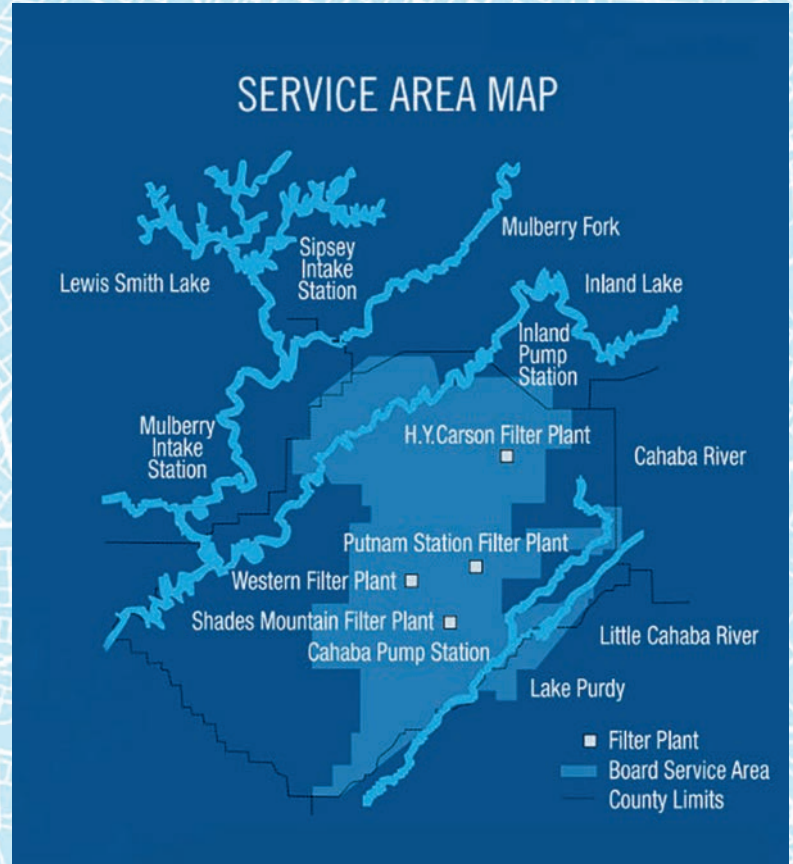 SERVICE AREA MAP
Mulberry Fork
Sipsey
Intake
Station
Lewis Smith Lake
Inland Lake
Inland
Pump
Station
Mulberry
Intake
Station
H.Y.Carson Filter Plant
Cahaba River
Putnam Station Filter Plant
Western Filter Plant
Shades Mountain Filter Plant
Cahaba Pump Station
Little Cahaba River
Lake Purdy
Filter Plant
Board Service Area
County Limits